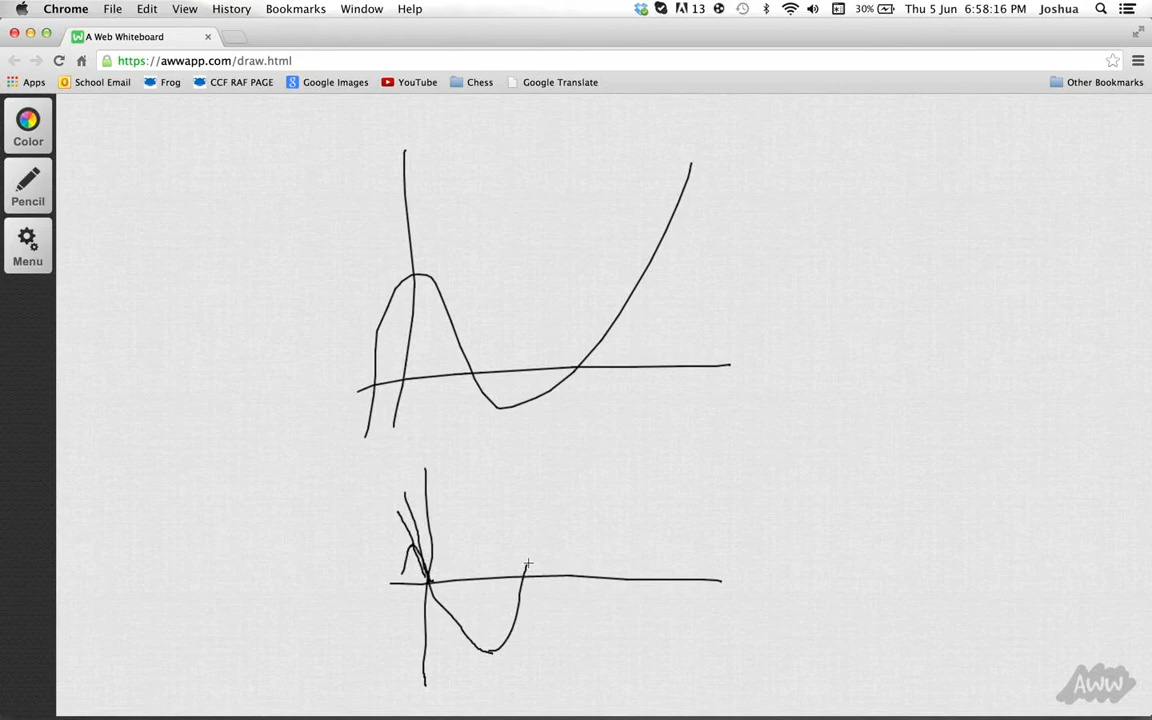 Chrome File Edit View History Bookmarks Window Help 13 30% Thu 5 Jun 6:58:16 PM Joshua
A Web Whiteboard
https://awwapp.com/draw.html
Apps School Email Frog CCF RAF PAGE Google Images YouTube Chess Google Translate Other Bookmarks
Color
Pencil
Menu
AWW